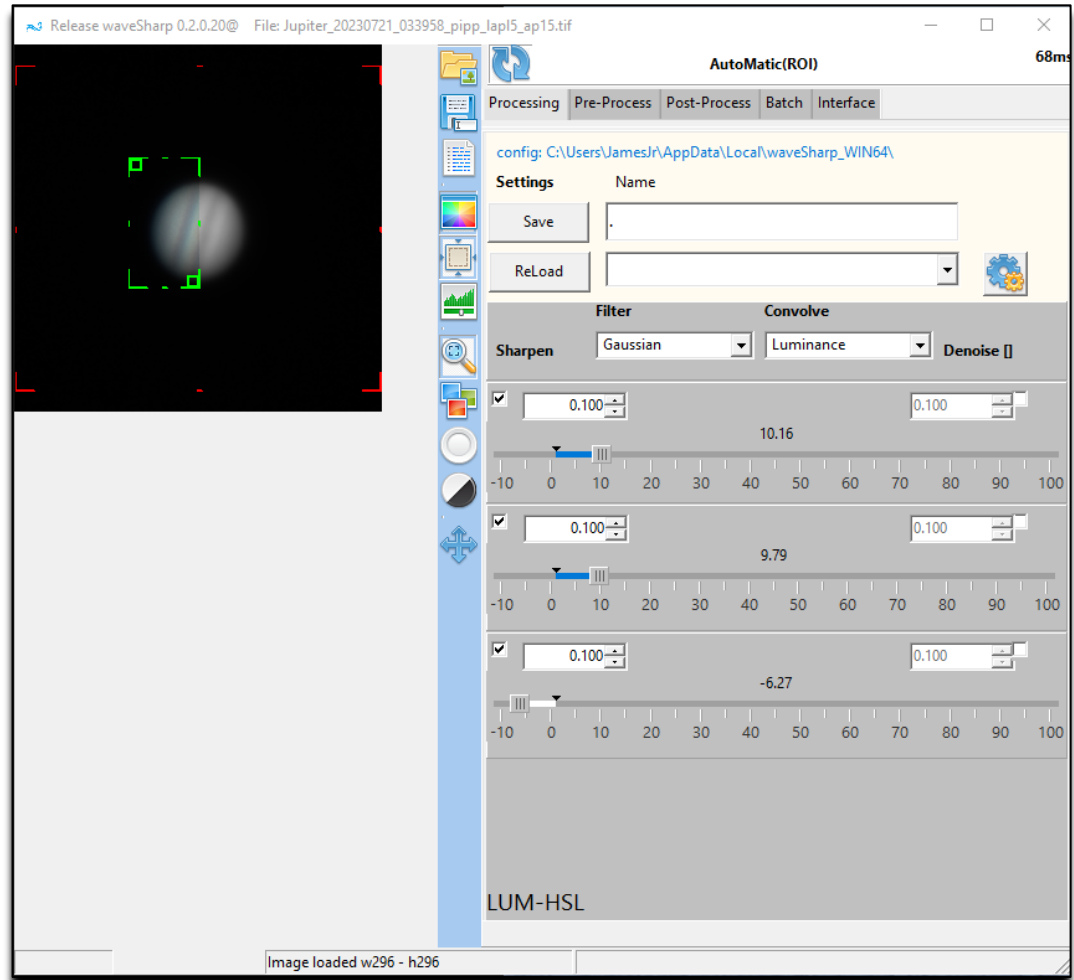 Release waveSharp 0.2.0.20@ File: Jupiter_20230721_033958_pipp_lapl5_ap15.tif
AutoMatic(ROI) 68ms
Processing Pre-Process Post-Process Batch Interface
config: C:\Users\JamesJr\AppData\Local\waveSharp_WIN64\
Settings Name
Save .
ReLoad
Filter Convolve
Sharpen Gaussian Luminance Denoise []
0.100 0.100
10.16
-10 0 10 20 30 40 50 60 70 80 90 100
0.100 0.100
9.79
-10 0 10 20 30 40 50 60 70 80 90 100
0.100 0.100
-6.27
-10 0 10 20 30 40 50 60 70 80 90 100
LUM-HSL
Image loaded w296 - h296